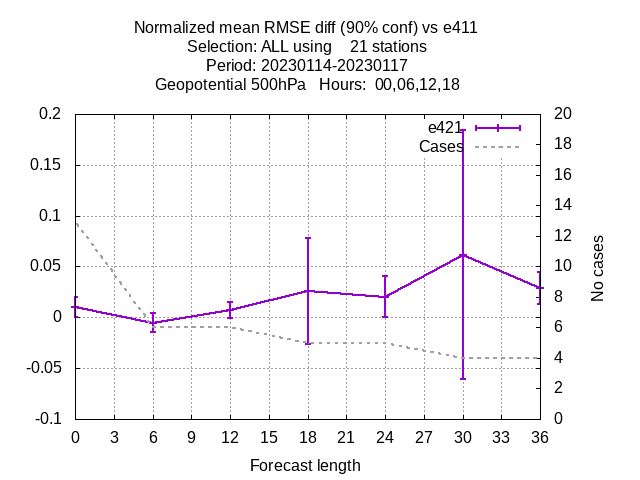 Normalized mean RMSE diff (90% conf) vs e411
Selection: ALL using    21 stations
Period: 20230114-20230117
Geopotential 500hPa   Hours:  00,06,12,18
e421
Cases
0.2
0.15
0.1
0.05
0
-0.05
-0.1
20
18
16
14
12
10
8
6
4
2
0
No cases
0 3 6 9 12 15 18 21 24 27 30 33 36
Forecast length